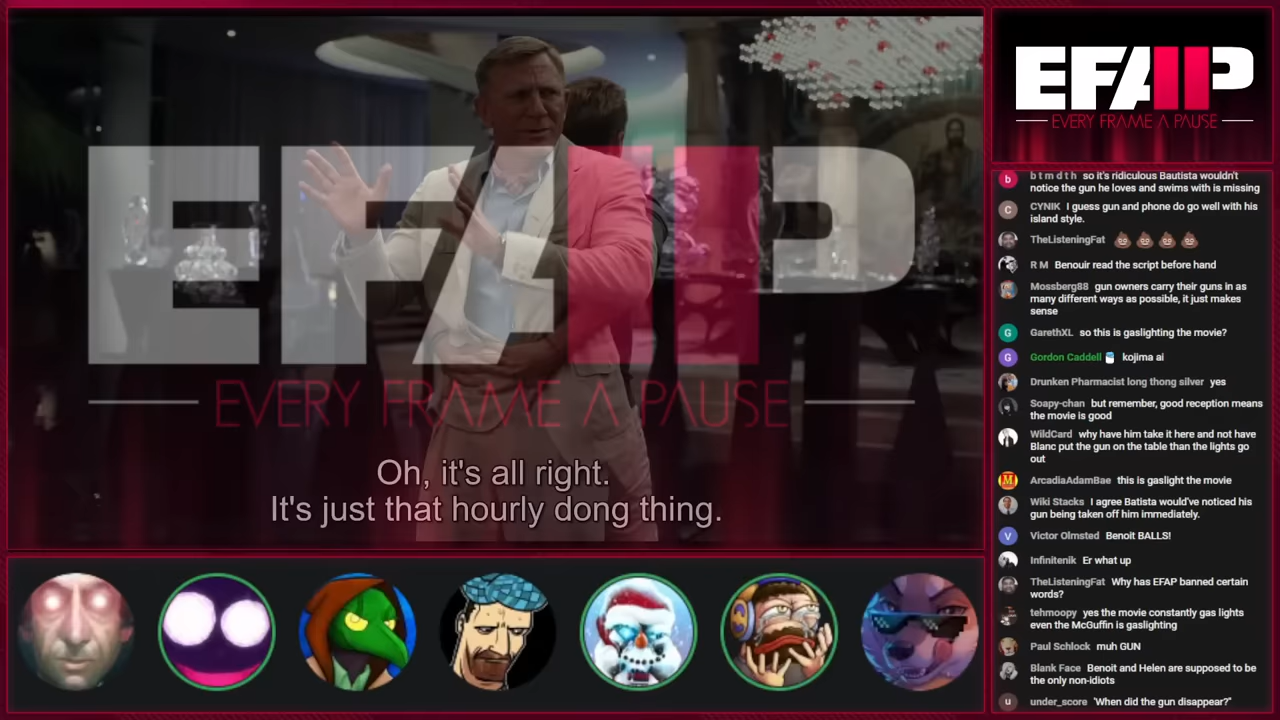 EFAP
EVERY FRAME A PAUSE
Oh, it's all right.
It's just that hourly dong thing.
EFAP
EVERY FRAME A PAUSE
b t m d t h so it's ridiculous Bautista wouldn't
notice the gun he loves and swims with is missing
CYNIK I guess gun and phone do go well with his
island style.
TheListeningFat 💩 💩 💩 💩
R M Benouir read the script before hand
Mossberg88 gun owners carry their guns in as
many different ways as possible, it just makes
sense
G GarethXL so this is gaslighting the movie?
G Gordon Caddell kojima ai
Drunken Pharmacist long thong silver yes
Soapy-chan but remember, good reception means
the movie is good
WildCard why have him take it here and not have
Blanc put the gun on the table than the lights go
out
M ArcadiaAdamBae this is gaslight the movie
Wiki Stacks I agree Batista would've noticed his
gun being taken off him immediately.
V Victor Olmsted Benoit BALLS!
Infinitenik Er what up
TheListeningFat Why has EFAP banned certain
words?
tehmoopy yes the movie constantly gas lights
even the McGuffin is gaslighting
Paul Schlock muh GUN
Blank Face Benoit and Helen are supposed to be
the only non-idiots
u under_score 'When did the gun disappear?"